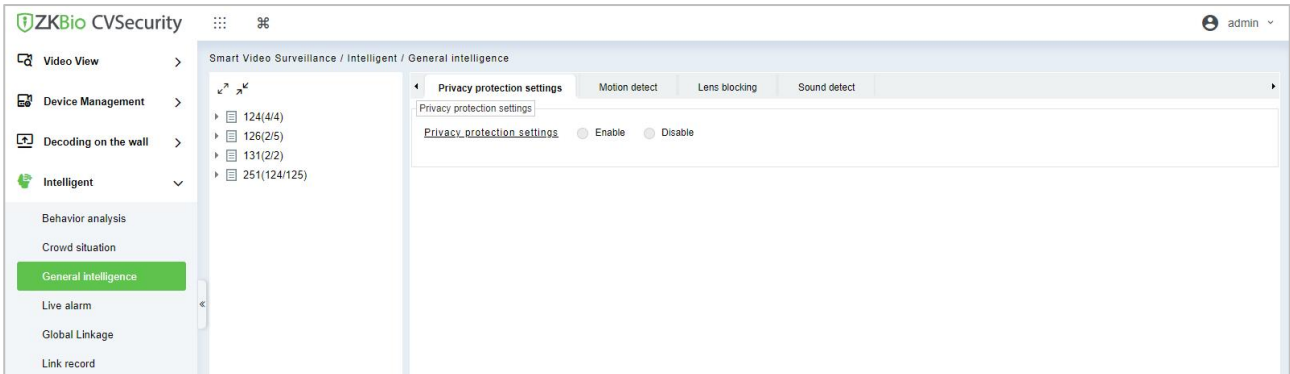 ZKBio CVSecurity
admin
Video View
Device Management
Decoding on the wall
Intelligent
Behavior analysis
Crowd situation
General intelligence
Live alarm
Global Linkage
Link record
Smart Video Surveillance / Intelligent / General intelligence
124(4/4)
126(2/5)
131(2/2)
251(124/125)
Privacy protection settings Motion detect Lens blocking Sound detect
Privacy protection settings
Privacy protection settings Enable Disable